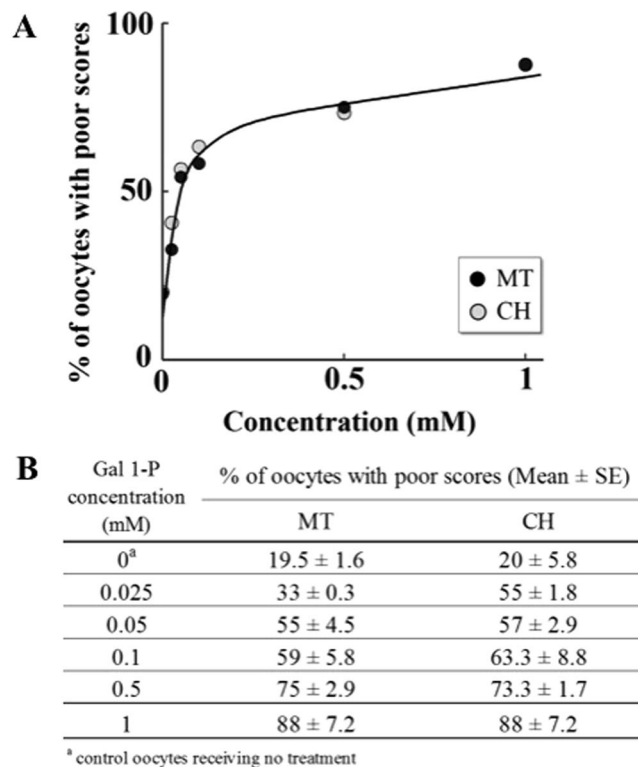 A
100
50
0
% of oocytes with poor scores
MT
CH
0 0.5 1
Concentration (mM)
B
Gal 1-P concentration (mM)
% of oocytes with poor scores (Mean ± SE)
MT CH
0ᵃ 19.5 ± 1.6 20 ± 5.8
0.025 33 ± 0.3 55 ± 1.8
0.05 55 ± 4.5 57 ± 2.9
0.1 59 ± 5.8 63.3 ± 8.8
0.5 75 ± 2.9 73.3 ± 1.7
1 88 ± 7.2 88 ± 7.2
ᵃ control oocytes receiving no treatment